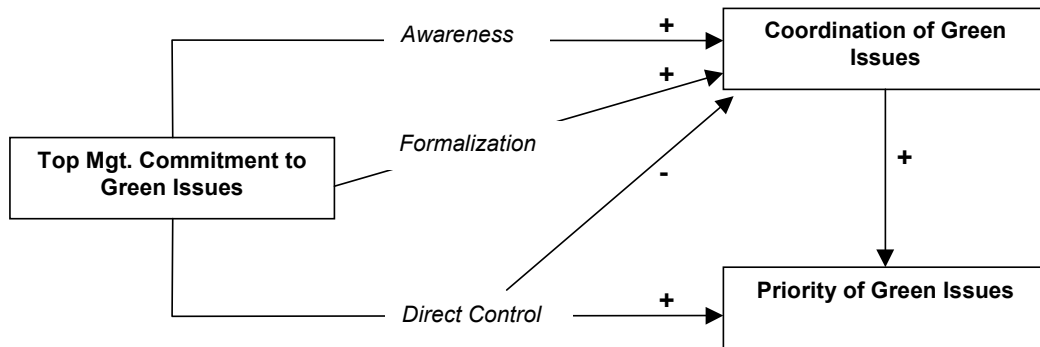 Awareness
+
Coordination of Green
Issues
+
Formalization
Top Mgt. Commitment to
Green Issues
-
+
Direct Control
+
Priority of Green Issues